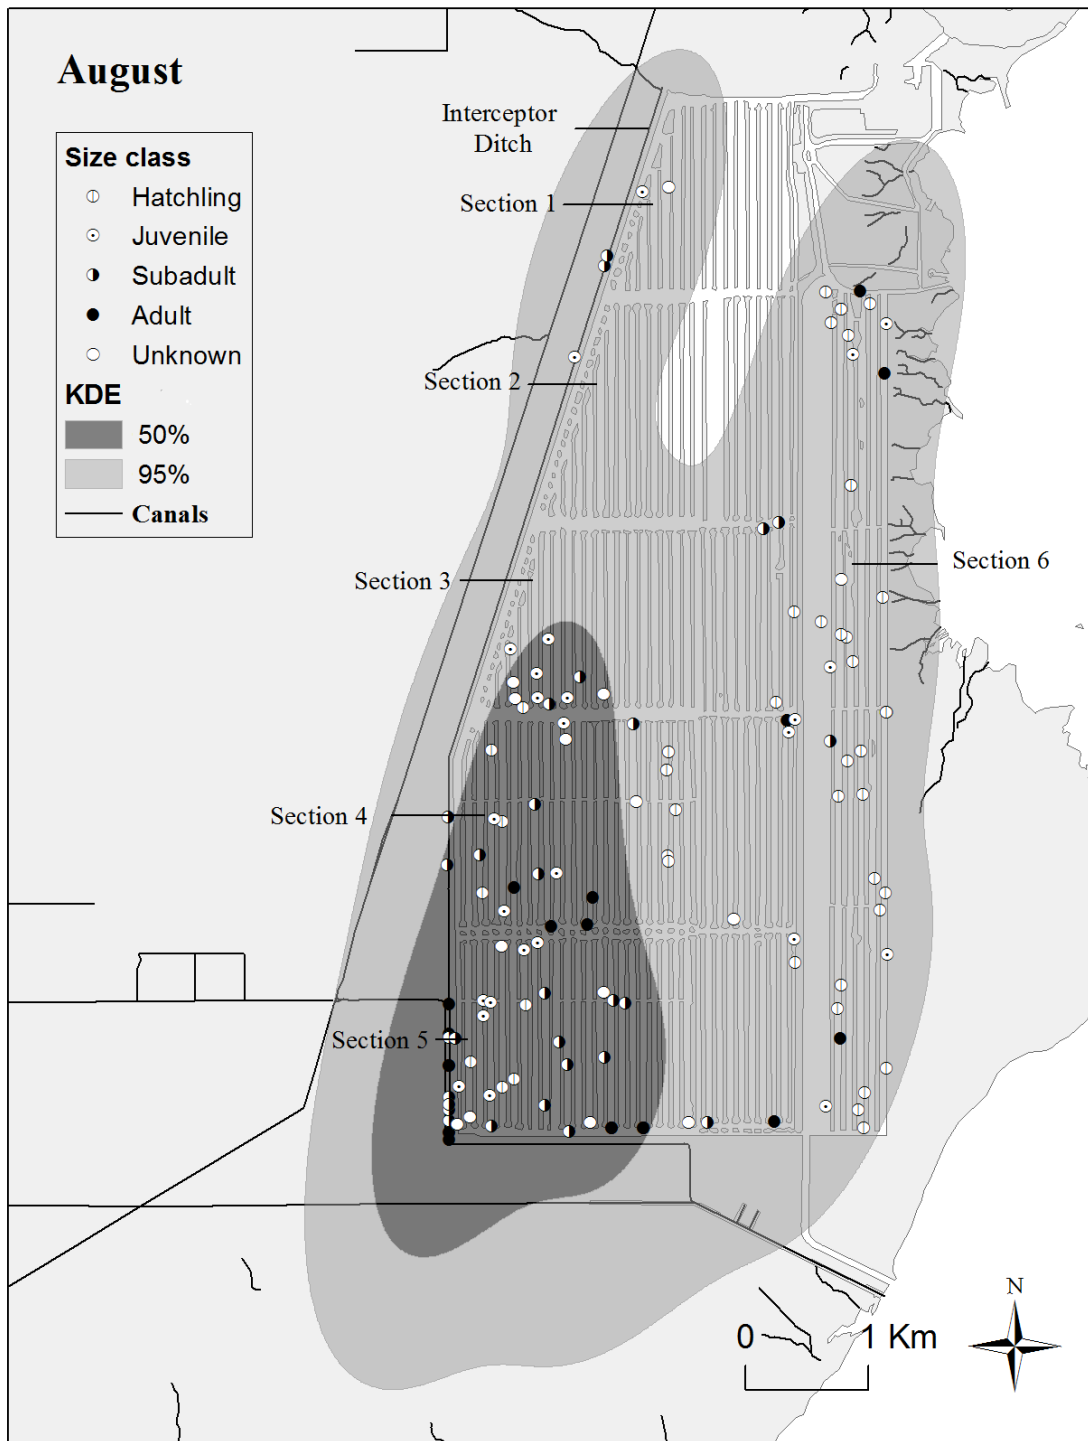 August
Interceptor
Ditch
Size class
Hatchling
Juvenile
Subadult
Adult
Unknown
KDE
50%
95%
Canals
Section 1
Section 2
Section 3
Section 6
Section 4
Section 5
N
0 1 Km